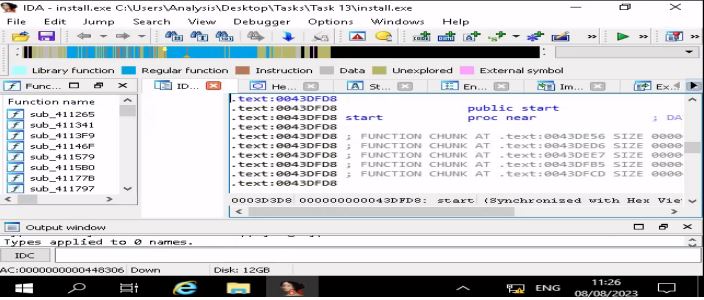 IDA - install.exe C:\Users\Analysis\Desktop\Tasks\Task 13\install.exe
File Edit Jump Search View Debugger Options Windows Help
Library function Regular function Instruction Data Unexplored External symbol
Func... ID... He... St... En... Im... Ex.
Function name
sub_411265
sub_411341
sub_4113F9
sub_41146F
sub_411579
sub_4115B0
sub_41177B
sub_411797
.text:0043DFD8
.text:0043DFD8 public start
.text:0043DFD8 start proc near ; DA
.text:0043DFD8 ; FUNCTION CHUNK AT .text:0043DE56 SIZE 0000
.text:0043DFD8 ; FUNCTION CHUNK AT .text:0043DED6 SIZE 0000
.text:0043DFD8 ; FUNCTION CHUNK AT .text:0043DEE7 SIZE 0000
.text:0043DFD8 ; FUNCTION CHUNK AT .text:0043DFB5 SIZE 0000
.text:0043DFD8 ; FUNCTION CHUNK AT .text:0043DFCD SIZE 0000
.text:0043DFD8
0003D3D8 000000000043DFD8: start (Synchronized with Hex Vie
Output window
Types applied to 0 names.
IDC
AC:0000000000448306 Down Disk: 12GB
ENG
11:26
08/08/2023